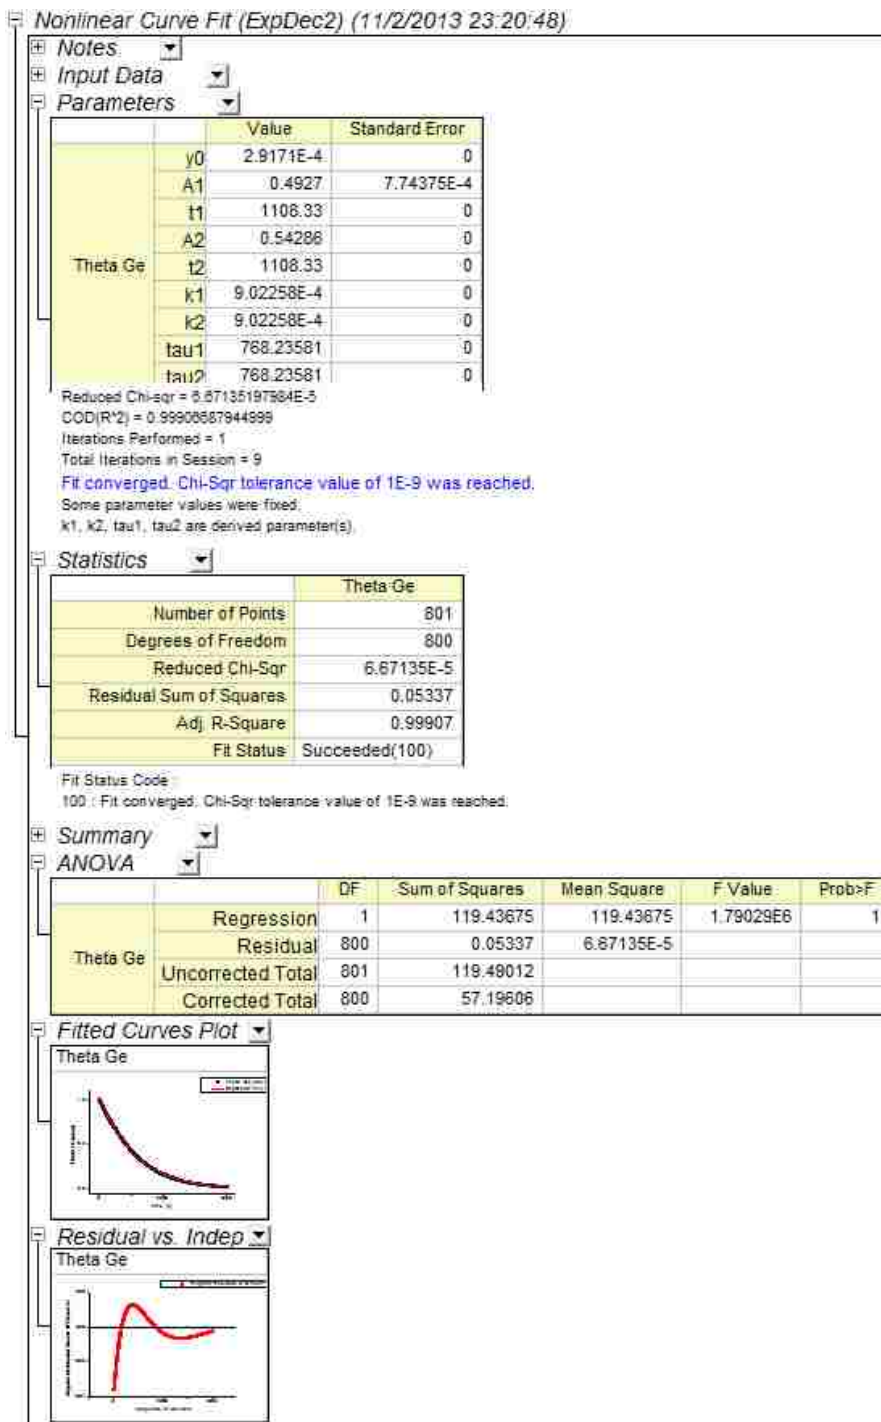 Nonlinear Curve Fit (ExpDec2) (11/2/2013 23:20:48)
Notes
Input Data
Parameters
Value Standard Error
Theta Ge
y0 2.9171E-4 0
A1 0.4927 7.74375E-4
t1 1108.33 0
A2 0.54286 0
t2 1108.33 0
k1 9.02258E-4 0
k2 9.02258E-4 0
tau1 768.23581 0
tau2 768.23581 0
Reduced Chi-sqr = 6.67135197984E-5
COD(R^2) = 0.99906687944999
Iterations Performed = 1
Total Iterations in Session = 9
Fit converged. Chi-Sqr tolerance value of 1E-9 was reached.
Some parameter values were fixed.
k1, k2, tau1, tau2 are derived parameter(s).
Statistics
Theta Ge
Number of Points 801
Degrees of Freedom 800
Reduced Chi-Sqr 6.67135E-5
Residual Sum of Squares 0.05337
Adj. R-Square 0.99907
Fit Status Succeeded(100)
Fit Status Code :
100 : Fit converged. Chi-Sqr tolerance value of 1E-9 was reached.
Summary
ANOVA
DF Sum of Squares Mean Square F Value Prob>F
Theta Ge
Regression 1 119.43675 119.43675 1.79029E6 1
Residual 800 0.05337 6.67135E-5
Uncorrected Total 801 119.49012
Corrected Total 800 57.19606
Fitted Curves Plot
Theta Ge
Residual vs. Indep
Theta Ge